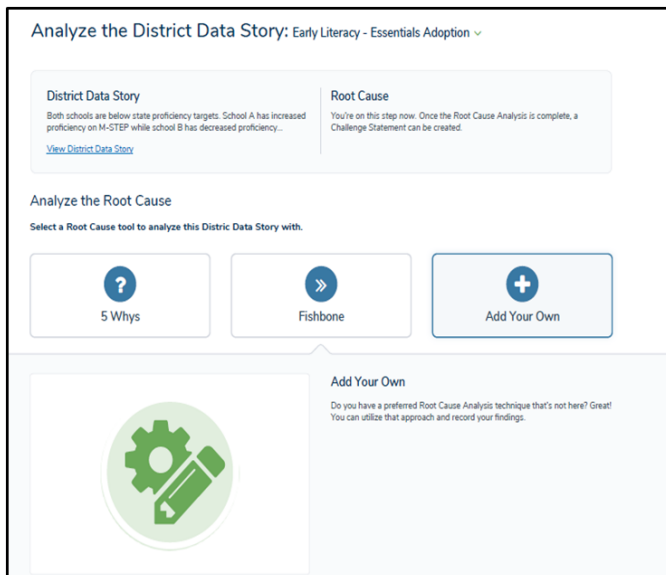 Analyze the District Data Story: Early Literacy - Essentials Adoption
District Data Story
Both schools are below state proficiency targets. School A has increased
proficiency on M-STEP while school B has decreased proficiency...
View District Data Story
Root Cause
You're on this step now. Once the Root Cause Analysis is complete, a
Challenge Statement can be created.
Analyze the Root Cause
Select a Root Cause tool to analyze this Distric Data Story with.
?
5 Whys
»
Fishbone
+
Add Your Own
Add Your Own
Do you have a preferred Root Cause Analysis technique that's not here? Great!
You can utilize that approach and record your findings.